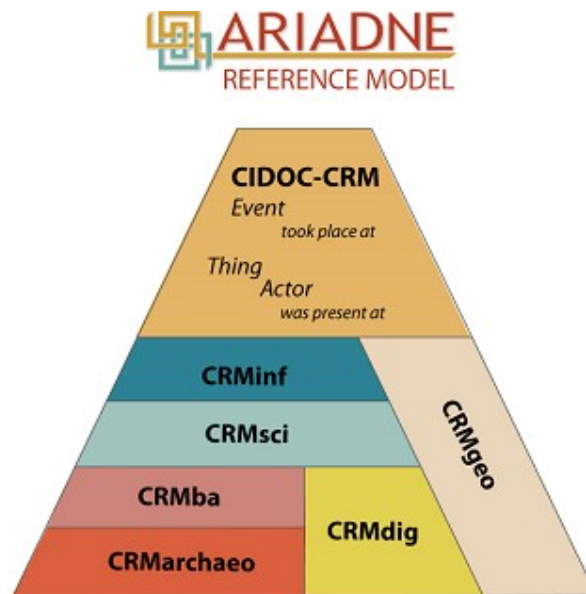 ARIADNE
REFERENCE MODEL
CIDOC-CRM
Event
took place at
Thing
Actor
was present at
CRMinf
CRMsci
CRMgeo
CRMba
CRMdig
CRMarchaeo